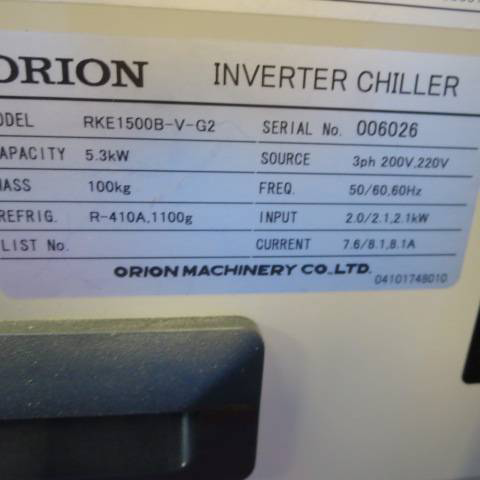 ORION INVERTER CHILLER
ODEL RKE1500B-V-G2 SERIAL No. 006026
APACITY 5.3kW SOURCE 3ph 200V,220V
MASS 100kg FREQ. 50/60,60Hz
REFRIG. R-410A,1100g INPUT 2.0/2.1,2.1kW
LIST No. CURRENT 7.6/8.1,8.1A
ORION MACHINERY CO.,LTD. 04101748010